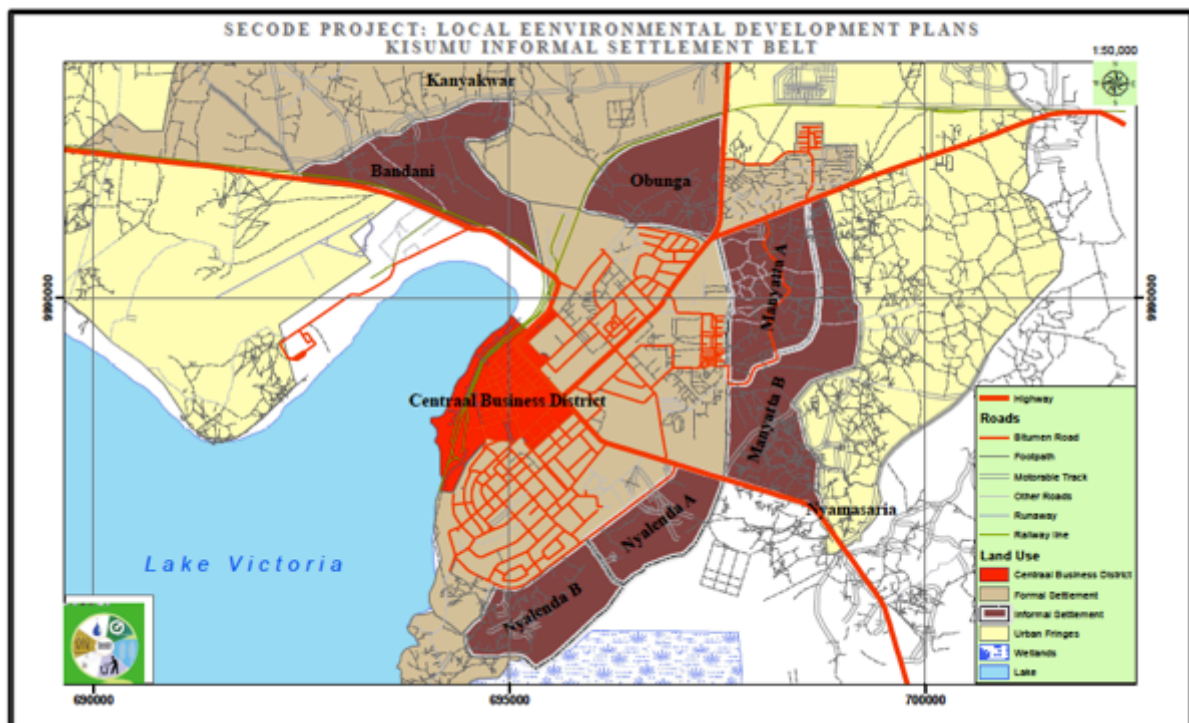 SECODE PROJECT: LOCAL EENVIRONMENTAL DEVELOPMENT PLANS
KISUMU INFORMAL SETTLEMENT BELT
1:50,000
Kanyakwar
Bandani
Obunga
Manyatta A
9990000
9990000
Centraal Business District
Manyatta B
Nyalenda A
Nyamasaria
Lake Victoria
Nyalenda B
Highway
Roads
Bitumen Road
Footpath
Motorable Track
Other Roads
Runsway
Railway line
Land Use
Centraal Business District
Formal Settlement
Informal Settlement
Urban Fringes
Wetlands
Lake
690000
695000
700000